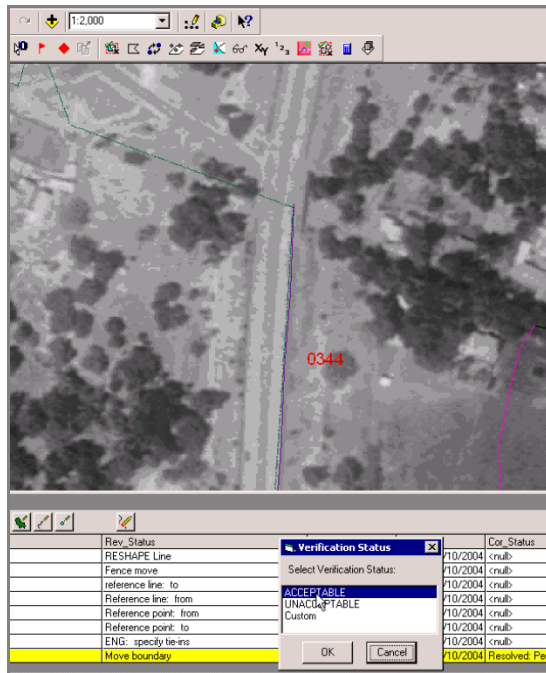 1:2,000
XY 123
0344
Rev_Status Cor_Status
RESHAPE Line /10/2004 <null>
Fence move /10/2004 <null>
reference line: to /10/2004 <null>
Reference line: from /10/2004 <null>
Reference point: from /10/2004 <null>
Reference point: to /10/2004 <null>
ENG: specify tie-ins /10/2004 <null>
Move boundary /10/2004 Resolved: Pe
Verification Status
Select Verification Status:
ACCEPTABLE
UNACCEPTABLE
Custom
OK Cancel